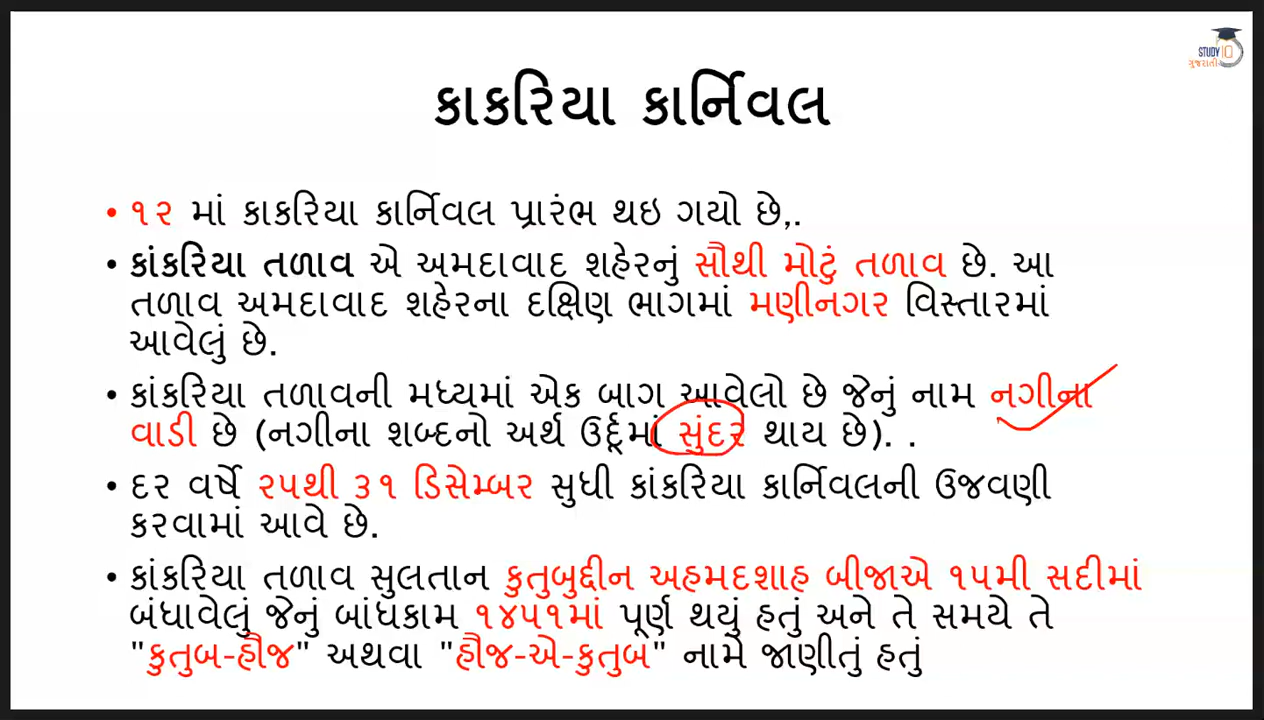 STUDY IQ
ગુજરાતી
કાકરિયા કાર્નિવલ
• ૧૨ માં કાકરિયા કાર્નિવલ પ્રારંભ થઇ ગયો છે,.
• કાંકરિયા તળાવ એ અમદાવાદ શહેરનું સૌથી મોટું તળાવ છે. આ
તળાવ અમદાવાદ શહેરના દક્ષિણ ભાગમાં મણીનગર વિસ્તારમાં
આવેલું છે.
• કાંકરિયા તળાવની મધ્યમાં એક બાગ આવેલો છે જેનું નામ નગીના
વાડી છે (નગીના શબ્દનો અર્થ ઉર્દૂમાં સુંદર થાય છે). .
• દર વર્ષે ૨૫થી ૩૧ ડિસેમ્બર સુધી કાંકરિયા કાર્નિવલની ઉજવણી
કરવામાં આવે છે.
• કાંકરિયા તળાવ સુલતાન કુતુબુદ્દીન અહમદશાહ બીજાએ ૧૫મી સદીમાં
બંધાવેલું જેનું બાંધકામ ૧૪૫૧માં પૂર્ણ થયું હતું અને તે સમયે તે
"કુતુબ-હૌજ" અથવા "હૌજ-એ-કુતુબ" નામે જાણીતું હતું